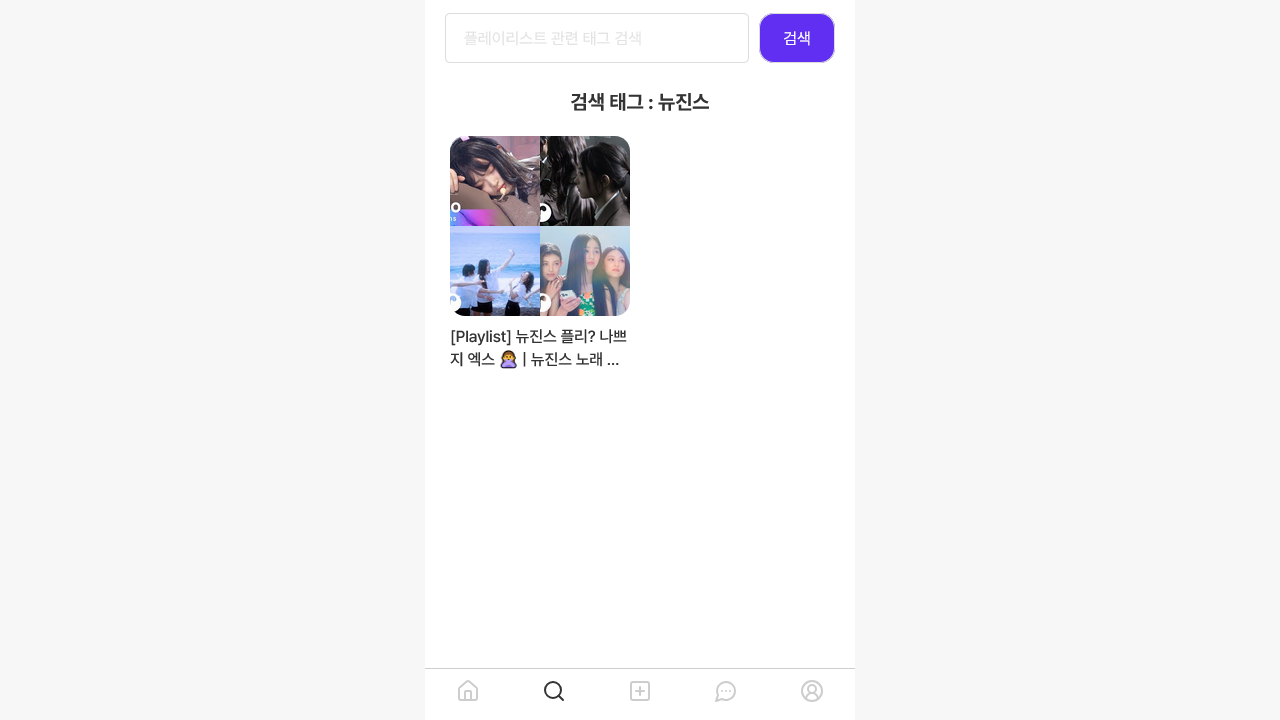 플레이리스트 관련 태그 검색
검색
검색 태그 : 뉴진스
[Playlist] 뉴진스 플리? 나쁘
지 엑스 🙅‍♀️ | 뉴진스 노래 ...